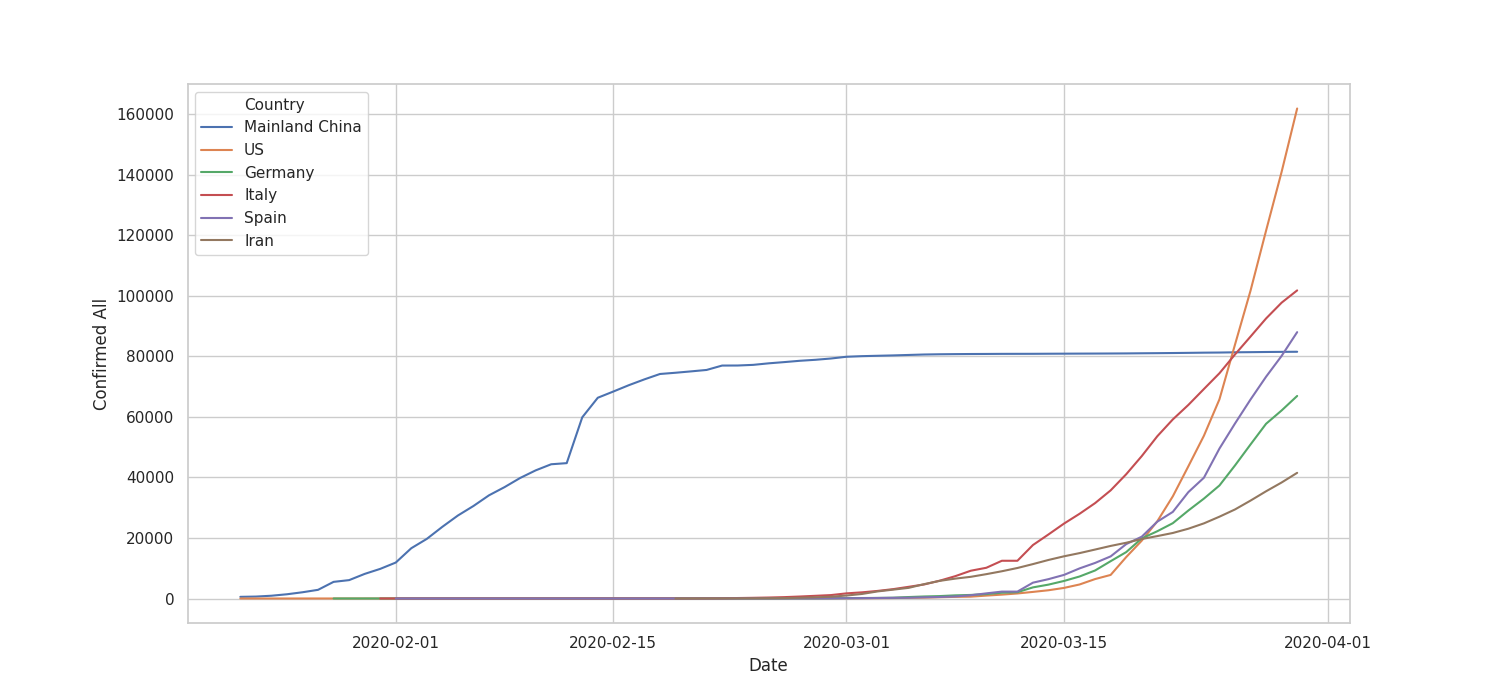 Country
Mainland China
US
Germany
Italy
Spain
Iran
160000
140000
120000
100000
80000
60000
40000
20000
0
Confirmed All
2020-02-01
2020-02-15
2020-03-01
2020-03-15
2020-04-01
Date